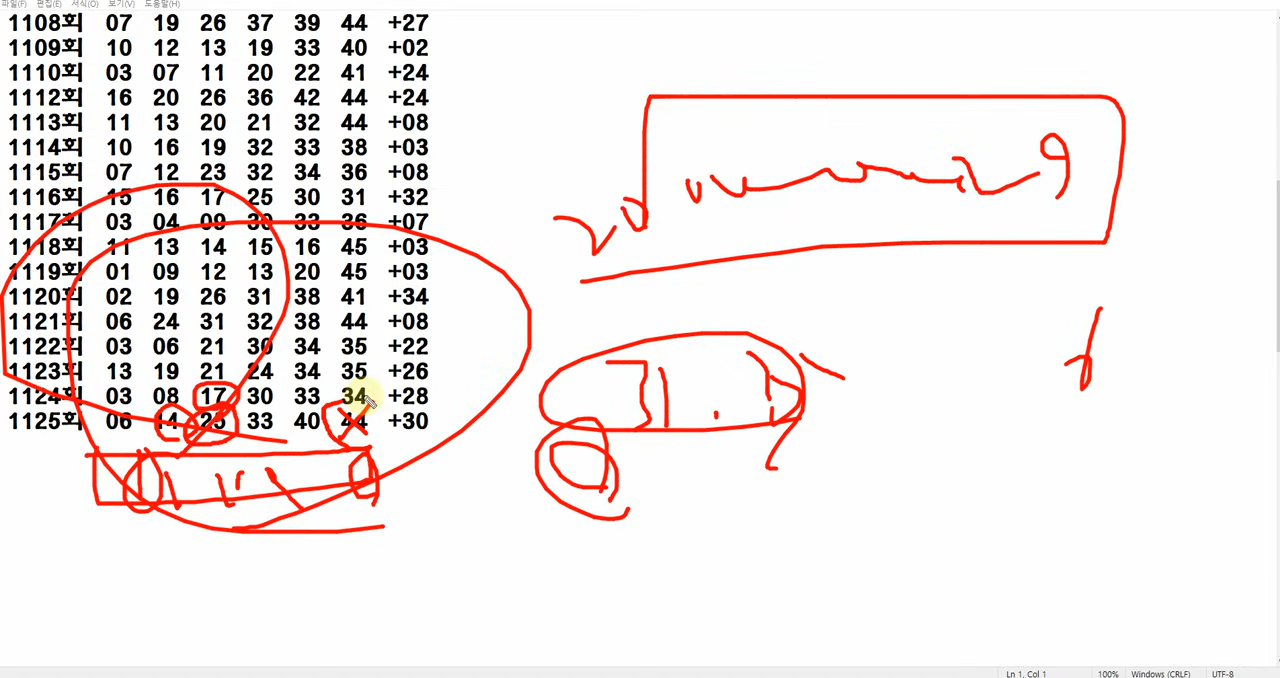 파일(F) 편집(E) 서식(O) 보기(V) 도움말(H)
1108회 07 19 26 37 39 44 +27
1109회 10 12 13 19 33 40 +02
1110회 03 07 11 20 22 41 +24
1112회 16 20 26 36 42 44 +24
1113회 11 13 20 21 32 44 +08
1114회 10 16 19 32 33 38 +03
1115회 07 12 23 32 34 36 +08
1116회 15 16 17 25 30 31 +32
1117회 03 04 09 30 33 36 +07
1118회 11 13 14 15 16 45 +03
1119회 01 09 12 13 20 45 +03
1120회 02 19 26 31 38 41 +34
1121회 06 24 31 32 38 44 +08
1122회 03 06 21 30 34 35 +22
1123회 13 19 21 24 34 35 +26
1124회 03 08 17 30 33 34 +28
1125회 06 14 25 33 40 44 +30
Ln 1, Col 1 100% Windows (CRLF) UTF-8